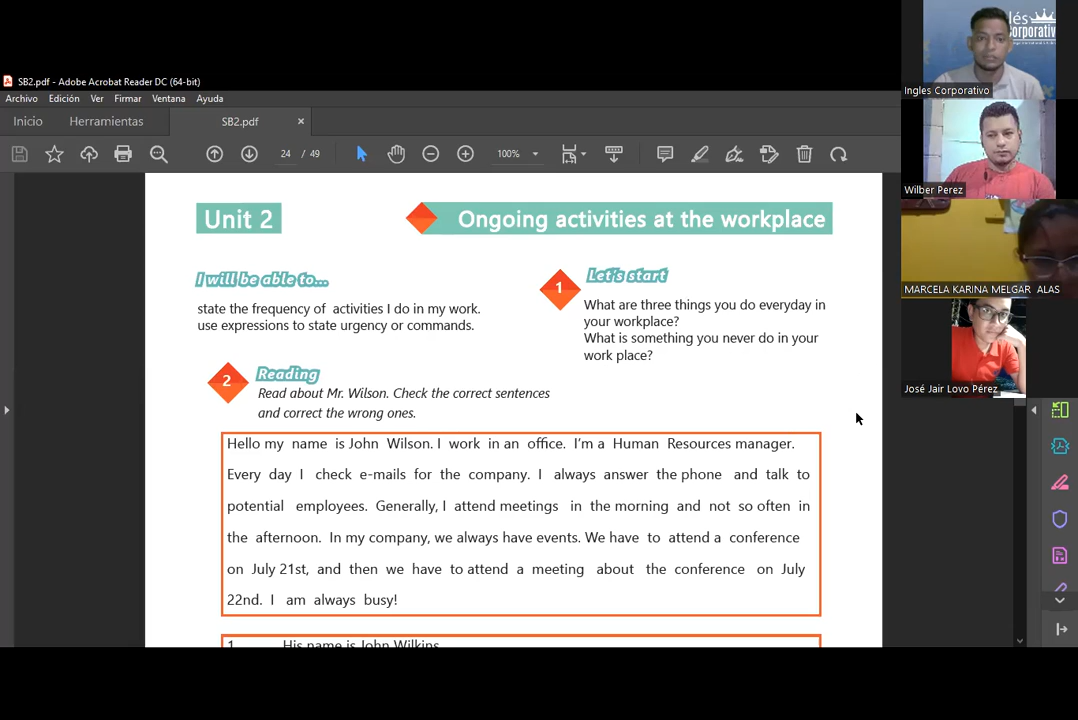 SB2.pdf - Adobe Acrobat Reader DC (64-bit)
Archivo Edición Ver Firmar Ventana Ayuda
Inicio Herramientas SB2.pdf ×
24 / 49 100%
Unit 2
Ongoing activities at the workplace
I will be able to...
state the frequency of activities I do in my work.
use expressions to state urgency or commands.
1 Let's start
What are three things you do everyday in
your workplace?
What is something you never do in your
work place?
2 Reading
Read about Mr. Wilson. Check the correct sentences
and correct the wrong ones.
Hello my name is John Wilson. I work in an office. I'm a Human Resources manager.
Every day I check e-mails for the company. I always answer the phone and talk to
potential employees. Generally, I attend meetings in the morning and not so often in
the afternoon. In my company, we always have events. We have to attend a conference
on July 21st, and then we have to attend a meeting about the conference on July
22nd. I am always busy!
1 His name is John Wilkins
lés
Corporativo
Ingles Corporativo
Wilber Perez
MARCELA KARINA MELGAR ALAS
José Jair Lovo Pérez